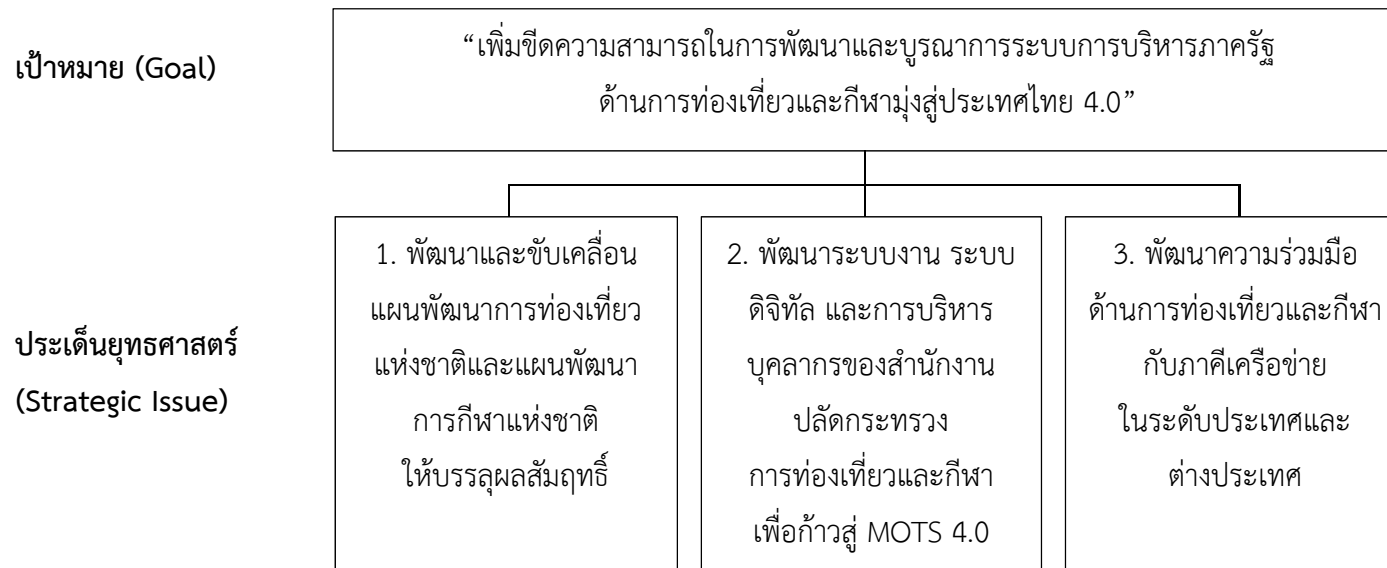 เป้าหมาย (Goal)
“เพิ่มขีดความสามารถในการพัฒนาและบูรณาการระบบการบริหารภาครัฐ
ด้านการท่องเที่ยวและกีฬามุ่งสู่ประเทศไทย 4.0”
ประเด็นยุทธศาสตร์
(Strategic Issue)
1. พัฒนาและขับเคลื่อน
แผนพัฒนาการท่องเที่ยว
แห่งชาติและแผนพัฒนา
การกีฬาแห่งชาติ
ให้บรรลุผลสัมฤทธิ์
2. พัฒนาระบบงาน ระบบ
ดิจิทัล และการบริหาร
บุคลากรของสำนักงาน
ปลัดกระทรวง
การท่องเที่ยวและกีฬา
เพื่อก้าวสู่ MOTS 4.0
3. พัฒนาความร่วมมือ
ด้านการท่องเที่ยวและกีฬา
กับภาคีเครือข่าย
ในระดับประเทศและ
ต่างประเทศ